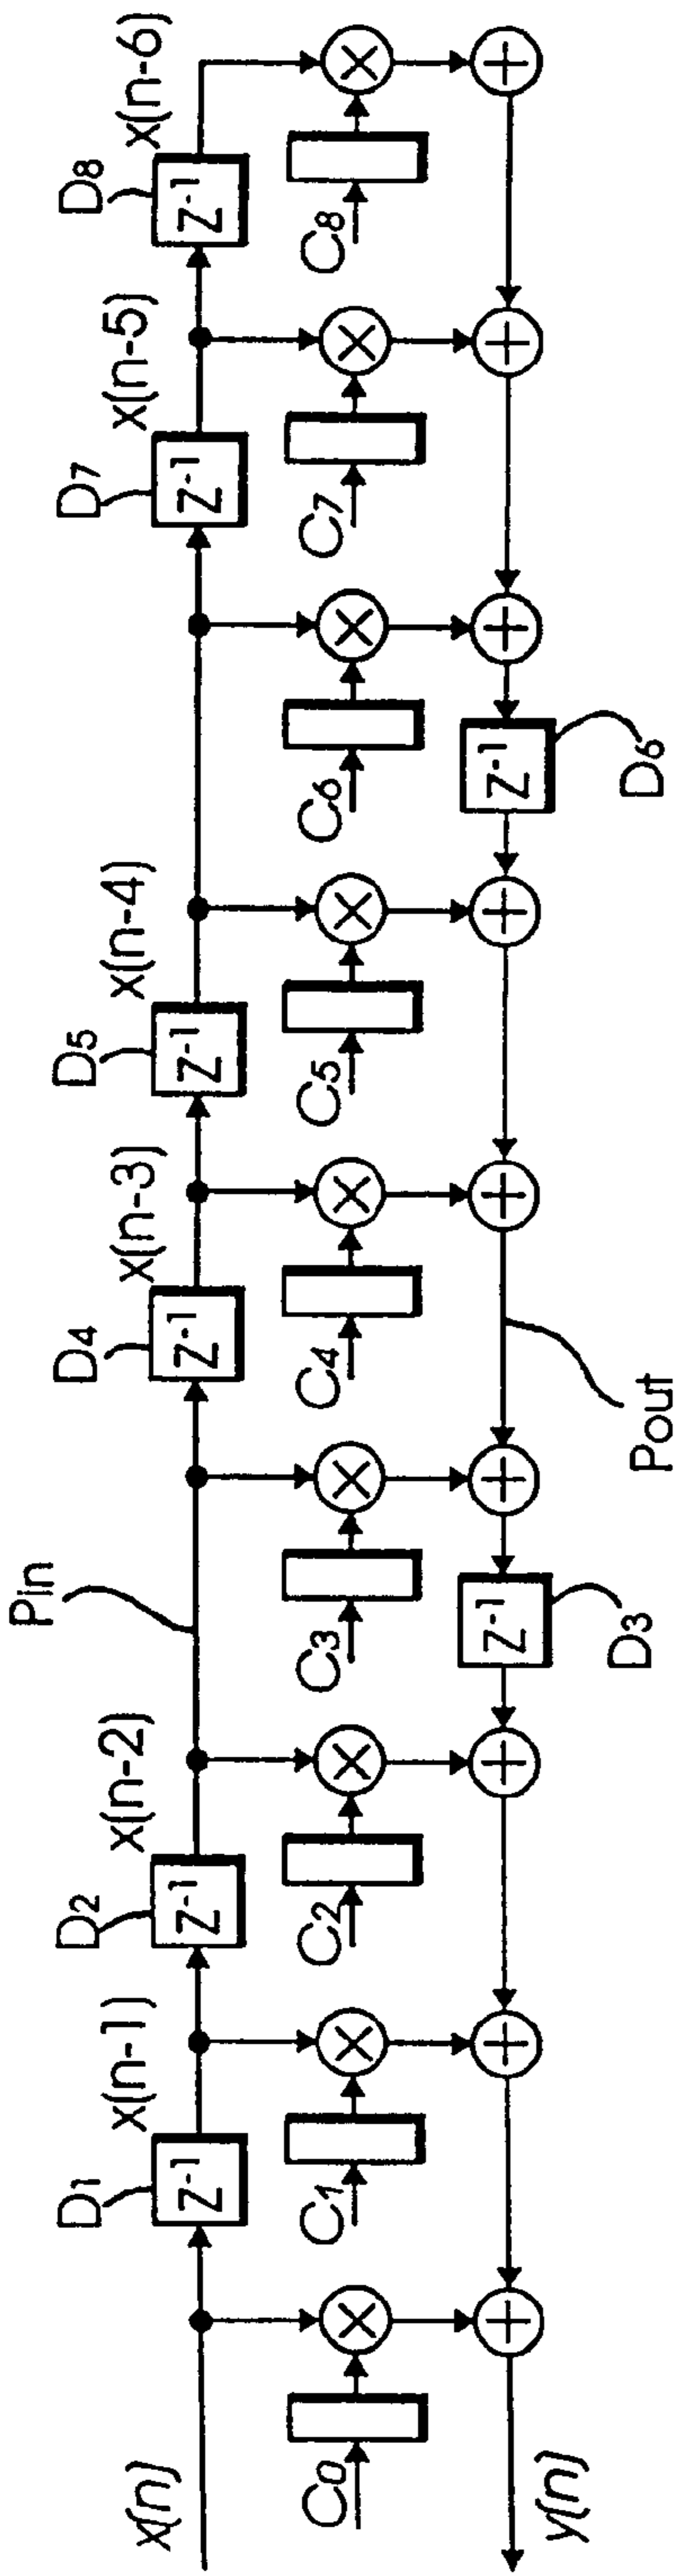 D1
D2
D4
D5
D7
D8
Pin
x(n-1)
x(n-2)
x(n-3)
x(n-4)
x(n-5)
x(n-6)
x(n)
Z-1
Z-1
Z-1
Z-1
Z-1
Z-1
C0
C1
C2
C3
C4
C5
C6
C7
C8
y(n)
Z-1
Z-1
D3
Pout
D6